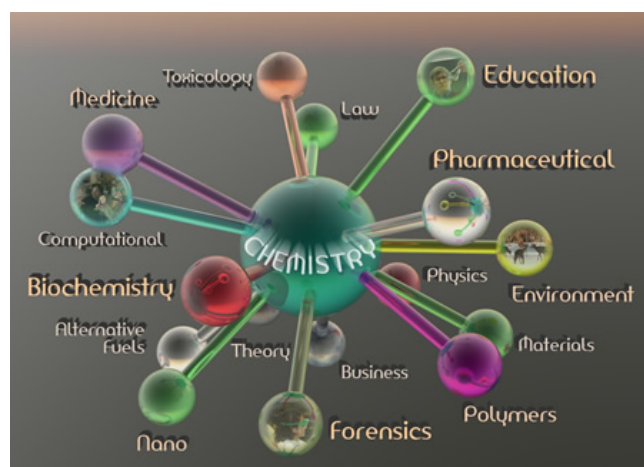 Toxicology
Education
Medicine
Law
Pharmaceutical
Computational
CHEMISTRY
Biochemistry
Physics
Environment
Alternative
Fuels
Theory
Materials
Business
Polymers
Nano
Forensics